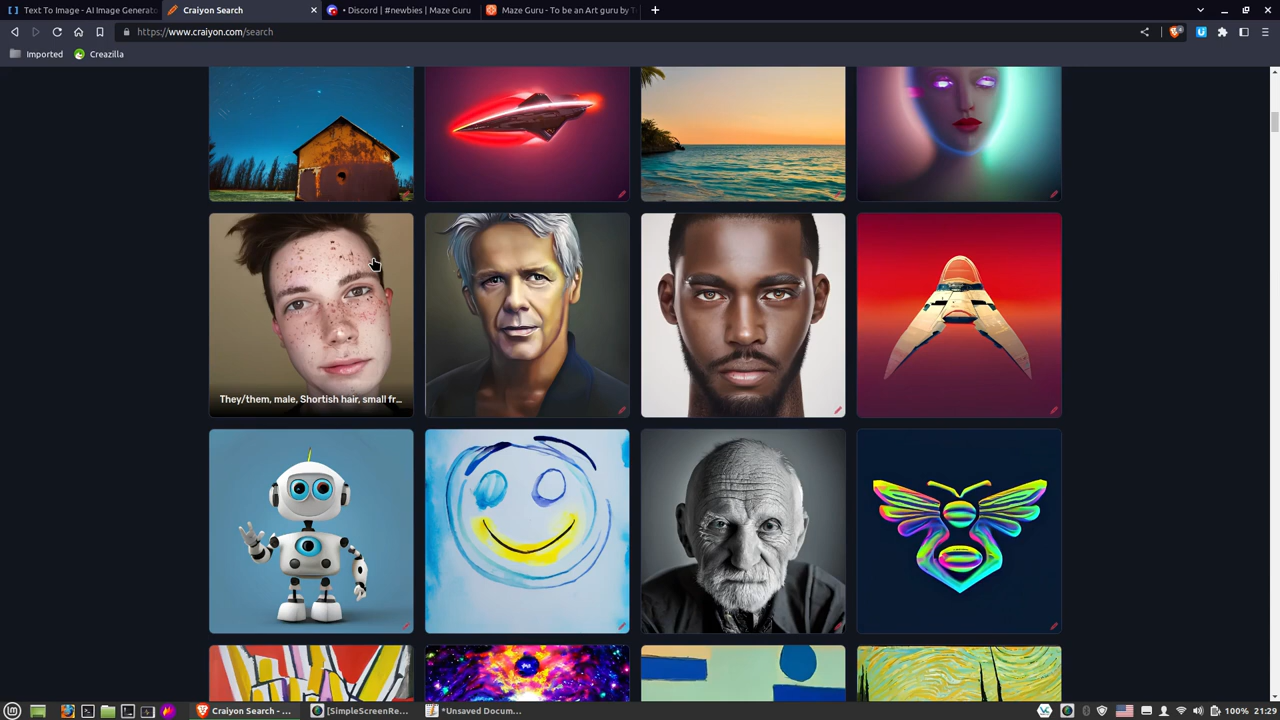 Text To Image - AI Image Generato
Craiyon Search
• Discord | #newbies | Maze Guru
Maze Guru - To be an Art guru by T
https://www.craiyon.com/search
Imported
Creazilla
They/them, male, Shortish hair, small fr...
Craiyon Search - ...
[SimpleScreenRe...
*Unsaved Docum...
100%
21:29